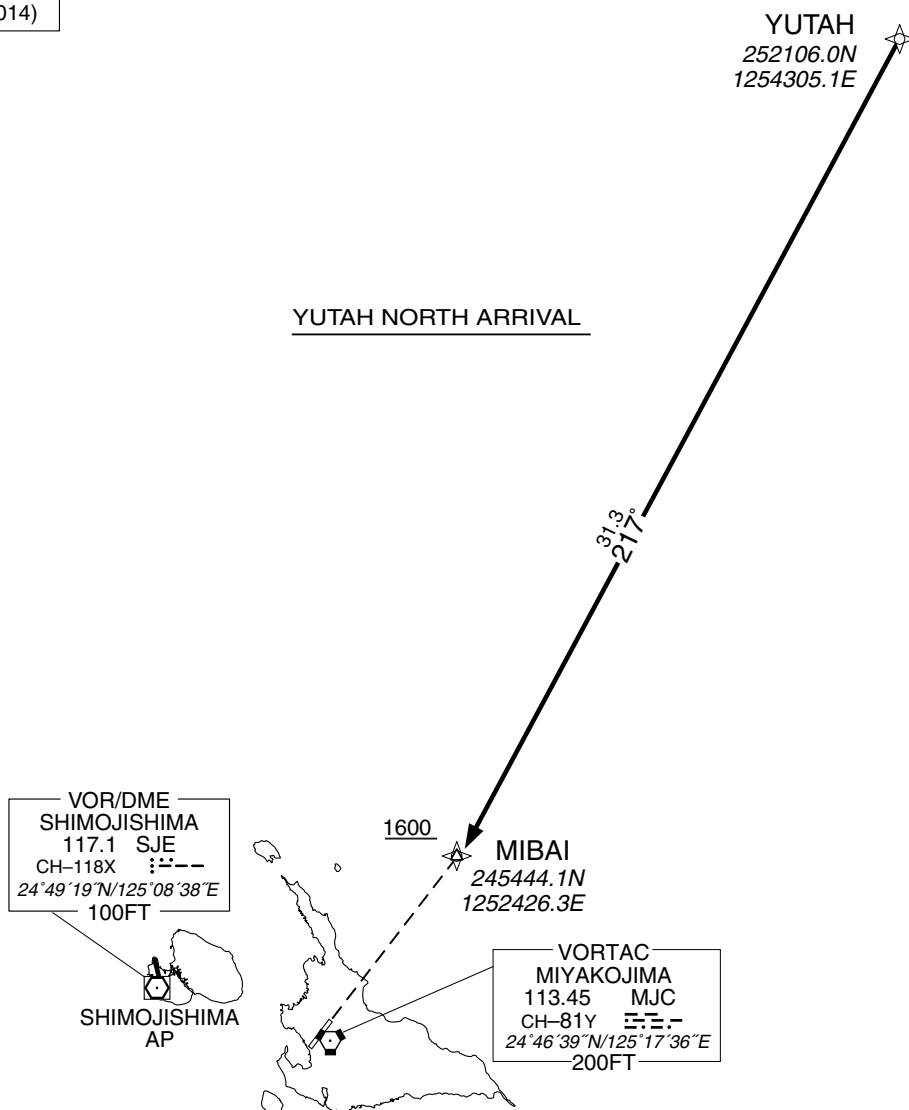 014)
YUTAH
252106.0N
1254305.1E
YUTAH NORTH ARRIVAL
31.3
217°
1600
MIBAI
245444.1N
1252426.3E
VOR/DME
SHIMOJISHIMA
117.1 SJE
CH–118X
24°49′19″N/125°08′38″E
100FT
SHIMOJISHIMA
AP
VORTAC
MIYAKOJIMA
113.45 MJC
CH–81Y
24°46′39″N/125°17′36″E
200FT